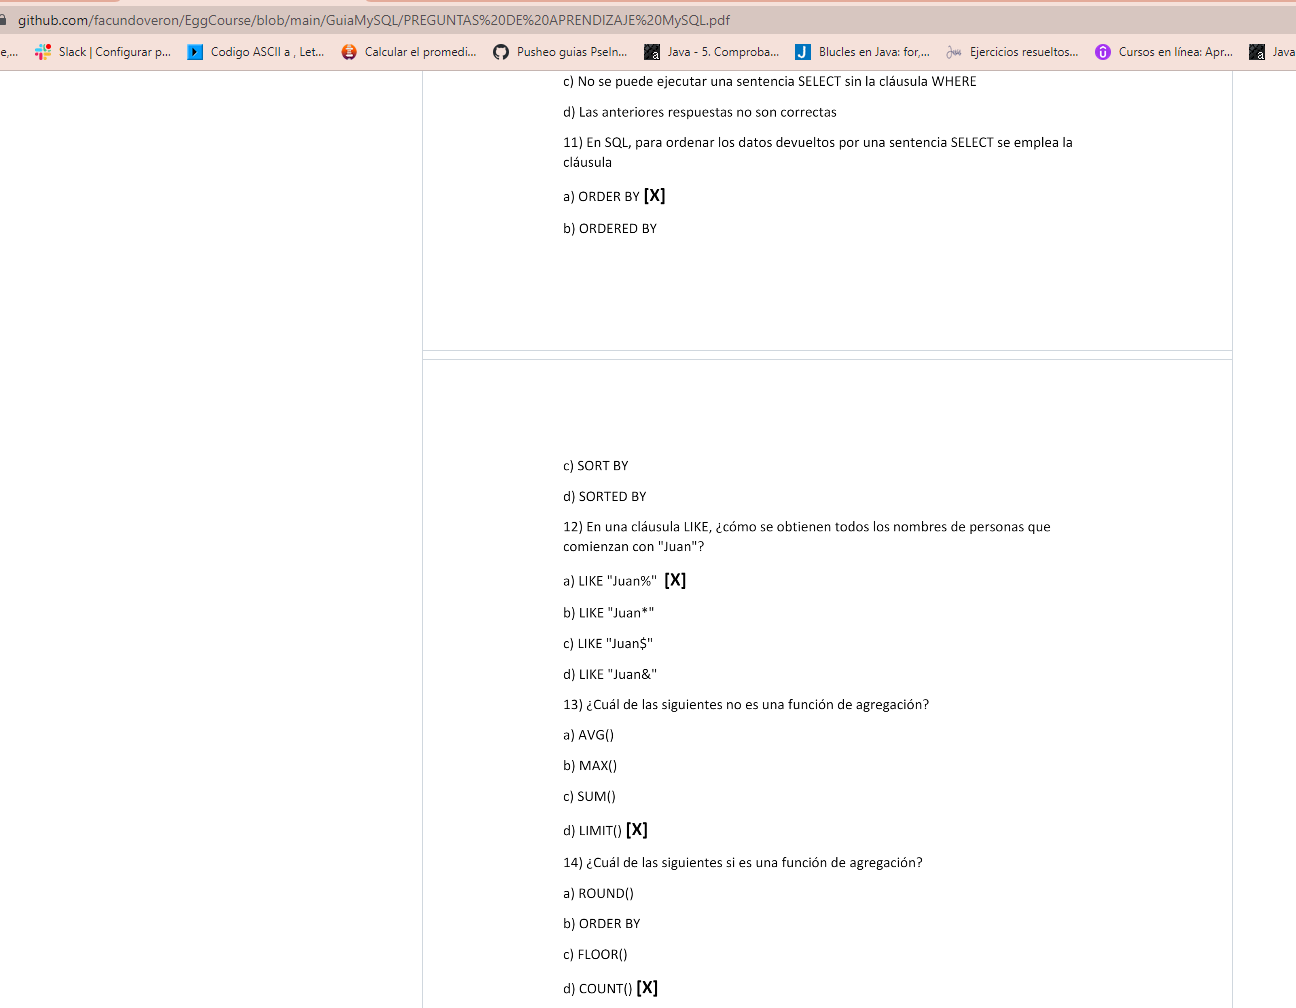 github.com/facundoveron/EggCourse/blob/main/GuiaMySQL/PREGUNTAS%20DE%20APRENDIZAJE%20MySQL.pdf
e,... Slack | Configurar p... Codigo ASCII a , Let... Calcular el promedi... Pusheo guias Pseln... Java - 5. Comproba... Blucles en Java: for,... Ejercicios resueltos... Cursos en línea: Apr... Java
c) No se puede ejecutar una sentencia SELECT sin la cláusula WHERE
d) Las anteriores respuestas no son correctas
11) En SQL, para ordenar los datos devueltos por una sentencia SELECT se emplea la
cláusula
a) ORDER BY [X]
b) ORDERED BY
c) SORT BY
d) SORTED BY
12) En una cláusula LIKE, ¿cómo se obtienen todos los nombres de personas que
comienzan con "Juan"?
a) LIKE "Juan%" [X]
b) LIKE "Juan*"
c) LIKE "Juan$"
d) LIKE "Juan&"
13) ¿Cuál de las siguientes no es una función de agregación?
a) AVG()
b) MAX()
c) SUM()
d) LIMIT() [X]
14) ¿Cuál de las siguientes si es una función de agregación?
a) ROUND()
b) ORDER BY
c) FLOOR()
d) COUNT() [X]